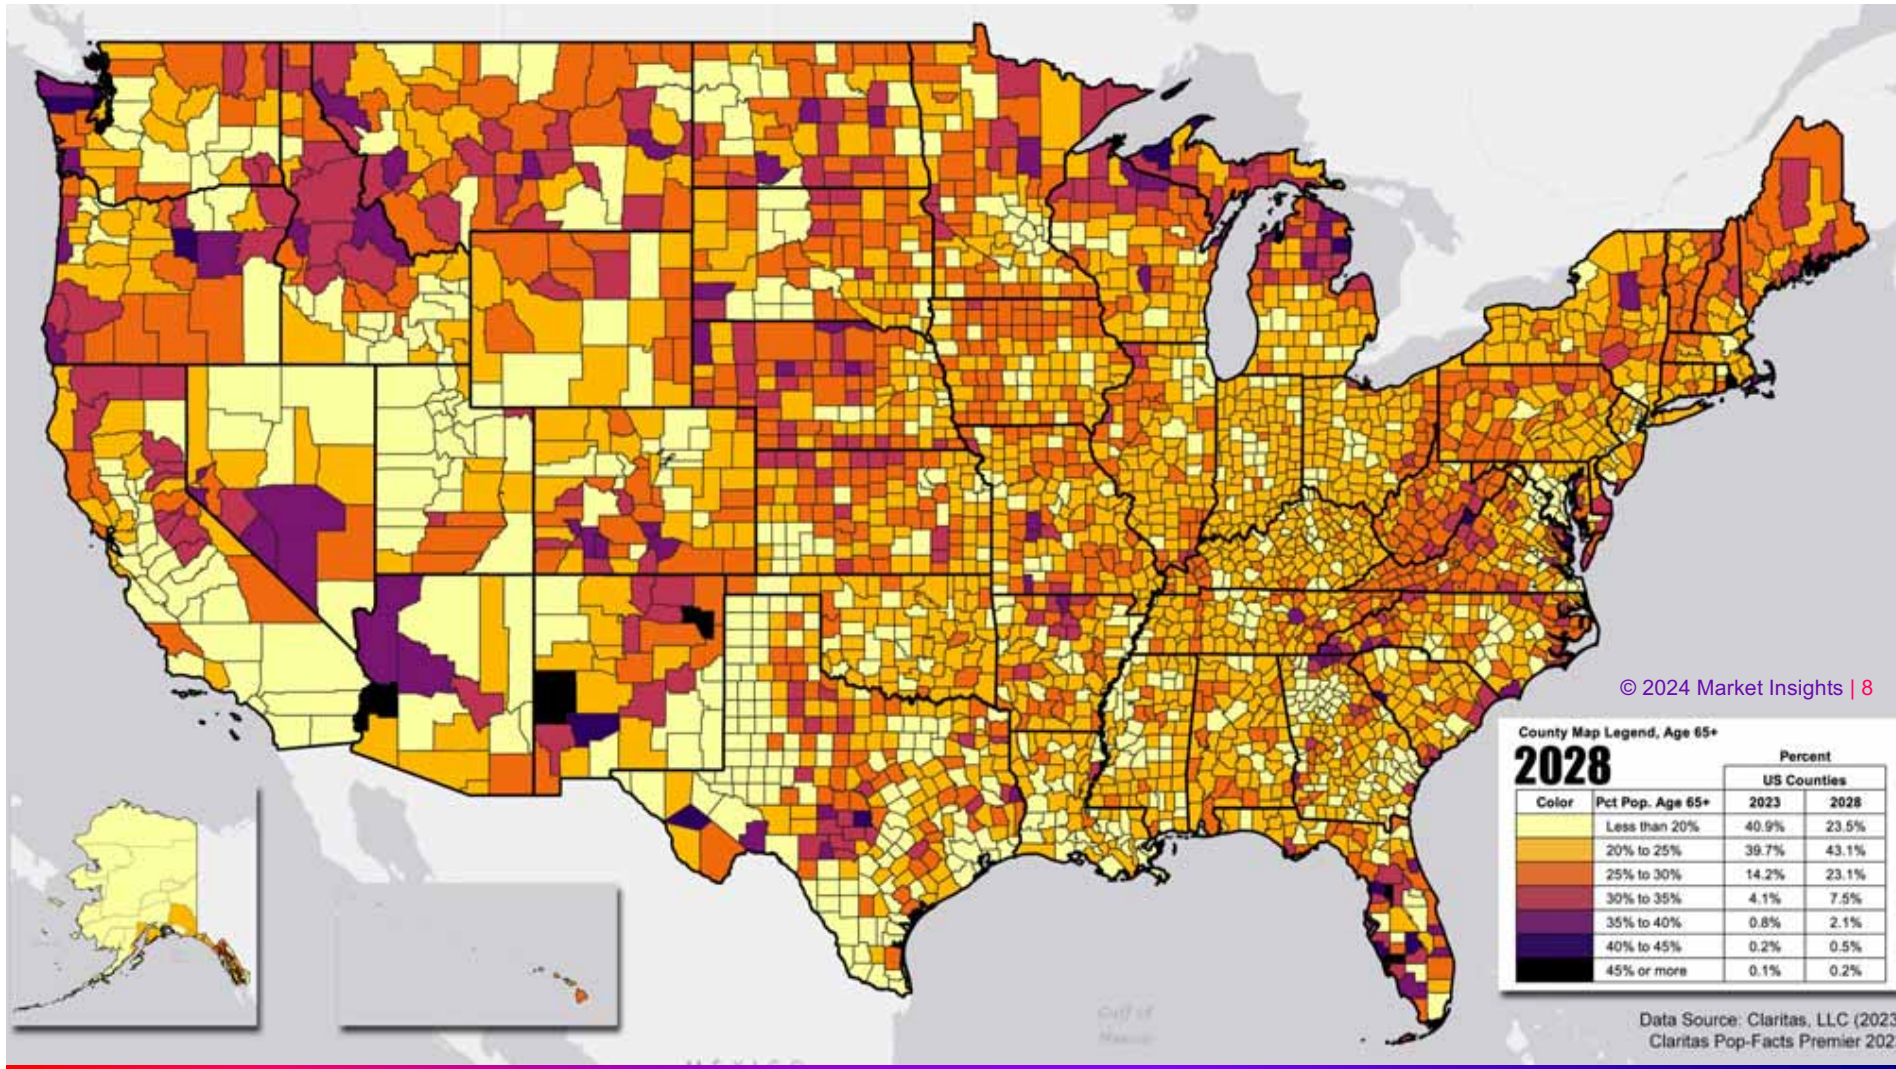 © 2024 Market Insights | 8
County Map Legend, Age 65+
2028
Percent
US Counties
Color Pct Pop. Age 65+ 2023 2028
Less than 20% 40.9% 23.5%
20% to 25% 39.7% 43.1%
25% to 30% 14.2% 23.1%
30% to 35% 4.1% 7.5%
35% to 40% 0.8% 2.1%
40% to 45% 0.2% 0.5%
45% or more 0.1% 0.2%
Gulf of
Mexico
MEXICO
Data Source: Claritas, LLC (2023
Claritas Pop-Facts Premier 202